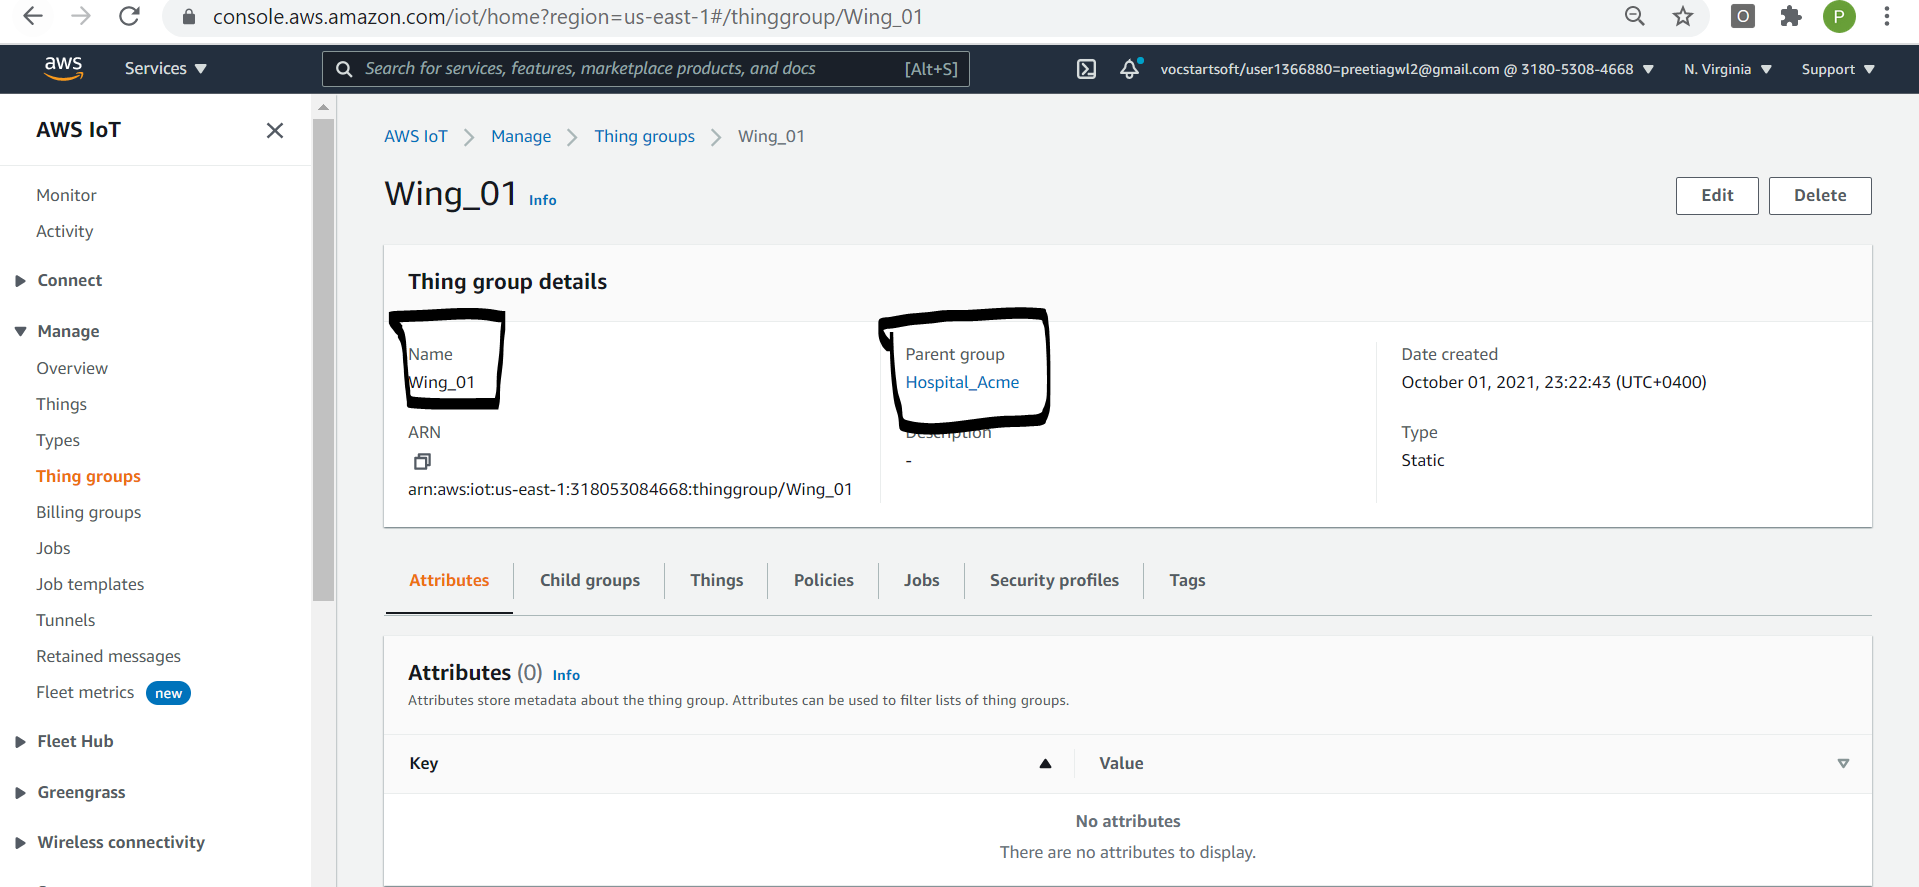 console.aws.amazon.com/iot/home?region=us-east-1#/thinggroup/Wing_01
O
P
aws
Services
Search for services, features, marketplace products, and docs [Alt+S]
vocstartsoft/user1366880=preetiagwl2@gmail.com @ 3180-5308-4668
N. Virginia
Support
AWS IoT
Monitor
Activity
Connect
Manage
Overview
Things
Types
Thing groups
Billing groups
Jobs
Job templates
Tunnels
Retained messages
Fleet metrics new
Fleet Hub
Greengrass
Wireless connectivity
AWS IoT Manage Thing groups Wing_01
Wing_01 Info
Edit
Delete
Thing group details
Name
Wing_01
ARN
arn:aws:iot:us-east-1:318053084668:thinggroup/Wing_01
Parent group
Hospital_Acme
Description
-
Date created
October 01, 2021, 23:22:43 (UTC+0400)
Type
Static
Attributes Child groups Things Policies Jobs Security profiles Tags
Attributes (0) Info
Attributes store metadata about the thing group. Attributes can be used to filter lists of thing groups.
Key Value
No attributes
There are no attributes to display.